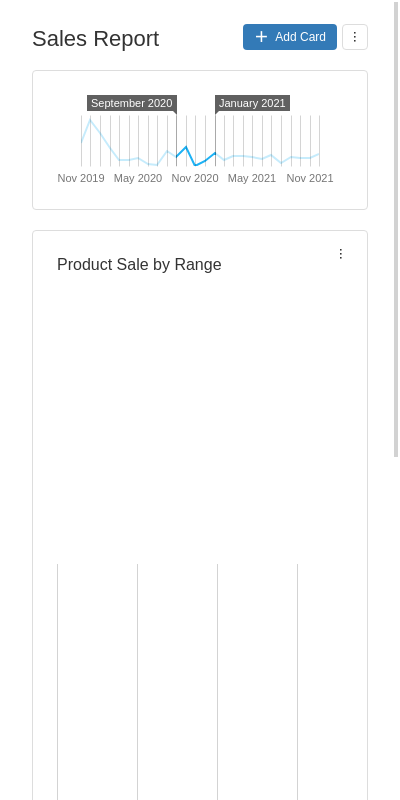 Sales Report
Add Card
September 2020 January 2021
Nov 2019 May 2020 Nov 2020 May 2021 Nov 2021
Product Sale by Range